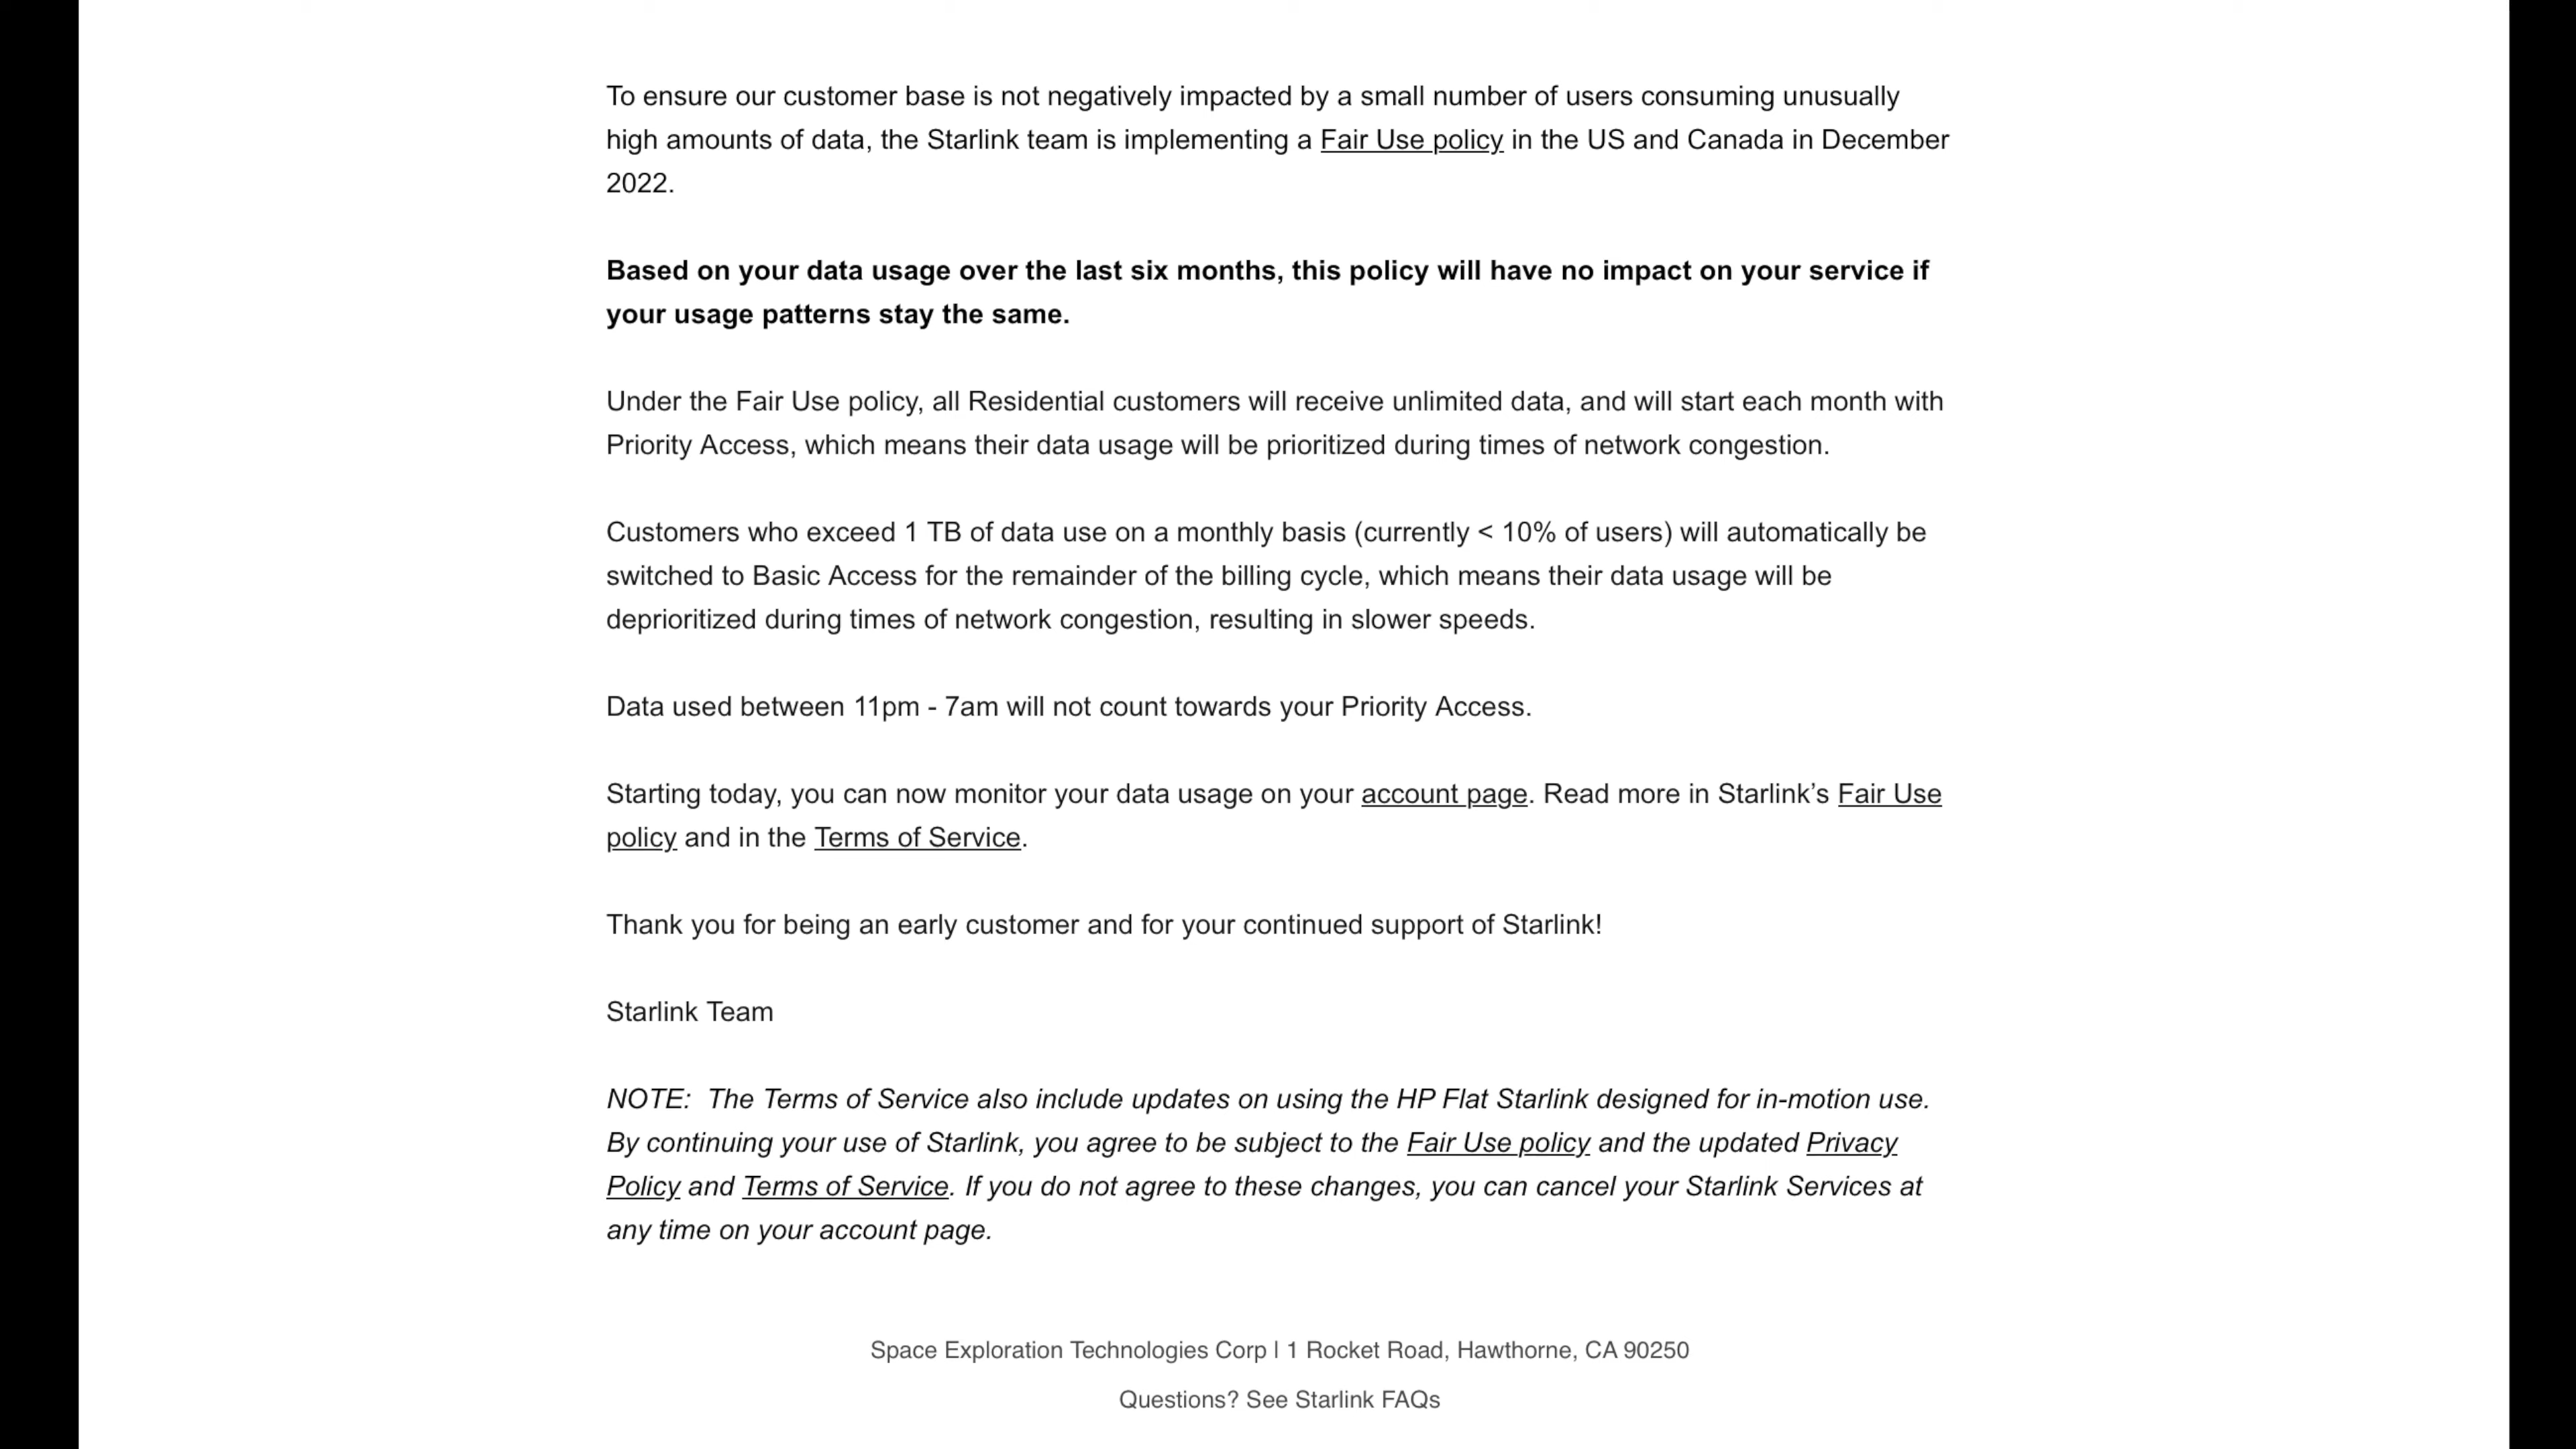 To ensure our customer base is not negatively impacted by a small number of users consuming unusually
high amounts of data, the Starlink team is implementing a Fair Use policy in the US and Canada in December
2022.
Based on your data usage over the last six months, this policy will have no impact on your service if
your usage patterns stay the same.
Under the Fair Use policy, all Residential customers will receive unlimited data, and will start each month with
Priority Access, which means their data usage will be prioritized during times of network congestion.
Customers who exceed 1 TB of data use on a monthly basis (currently < 10% of users) will automatically be
switched to Basic Access for the remainder of the billing cycle, which means their data usage will be
deprioritized during times of network congestion, resulting in slower speeds.
Data used between 11pm - 7am will not count towards your Priority Access.
Starting today, you can now monitor your data usage on your account page. Read more in Starlink’s Fair Use
policy and in the Terms of Service.
Thank you for being an early customer and for your continued support of Starlink!
Starlink Team
NOTE:  The Terms of Service also include updates on using the HP Flat Starlink designed for in-motion use.
By continuing your use of Starlink, you agree to be subject to the Fair Use policy and the updated Privacy
Policy and Terms of Service. If you do not agree to these changes, you can cancel your Starlink Services at
any time on your account page.
Space Exploration Technologies Corp | 1 Rocket Road, Hawthorne, CA 90250
Questions? See Starlink FAQs